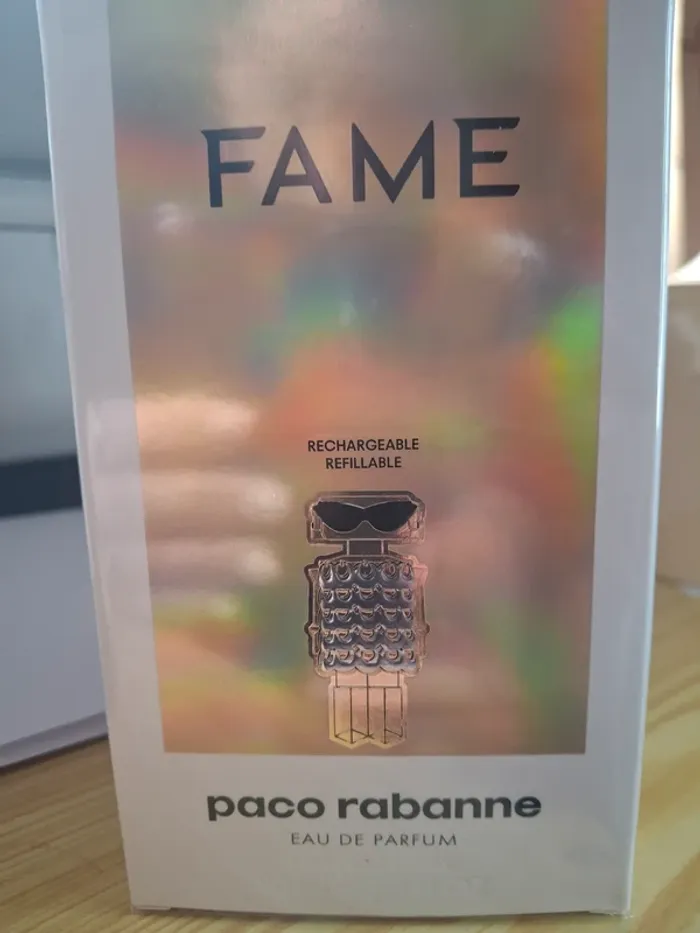 FAME
RECHARGEABLE
REFILLABLE
paco rabanne
EAU DE PARFUM